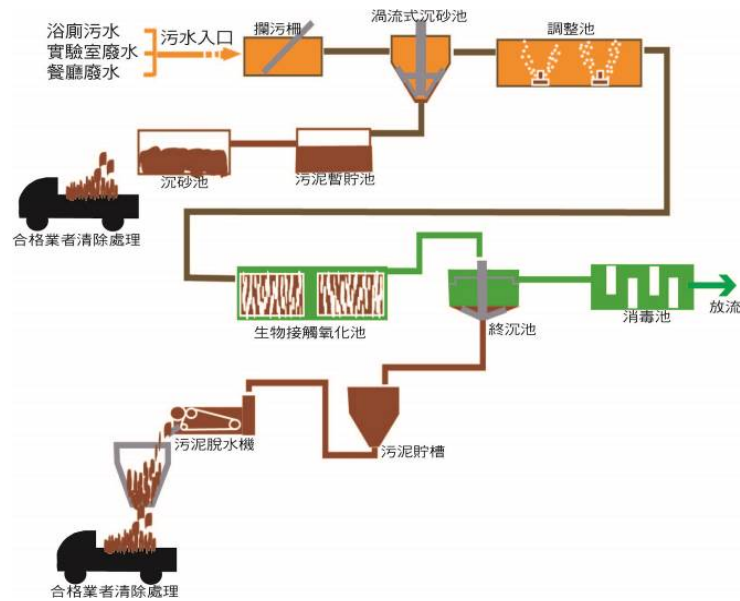 浴廁污水
實驗室廢水
餐廳廢水
污水入口
攔污柵
渦流式沉砂池
調整池
沉砂池
污泥暫貯池
合格業者清除處理
生物接觸氧化池
終沉池
消毒池
放流
污泥脫水機
污泥貯槽
合格業者清除處理